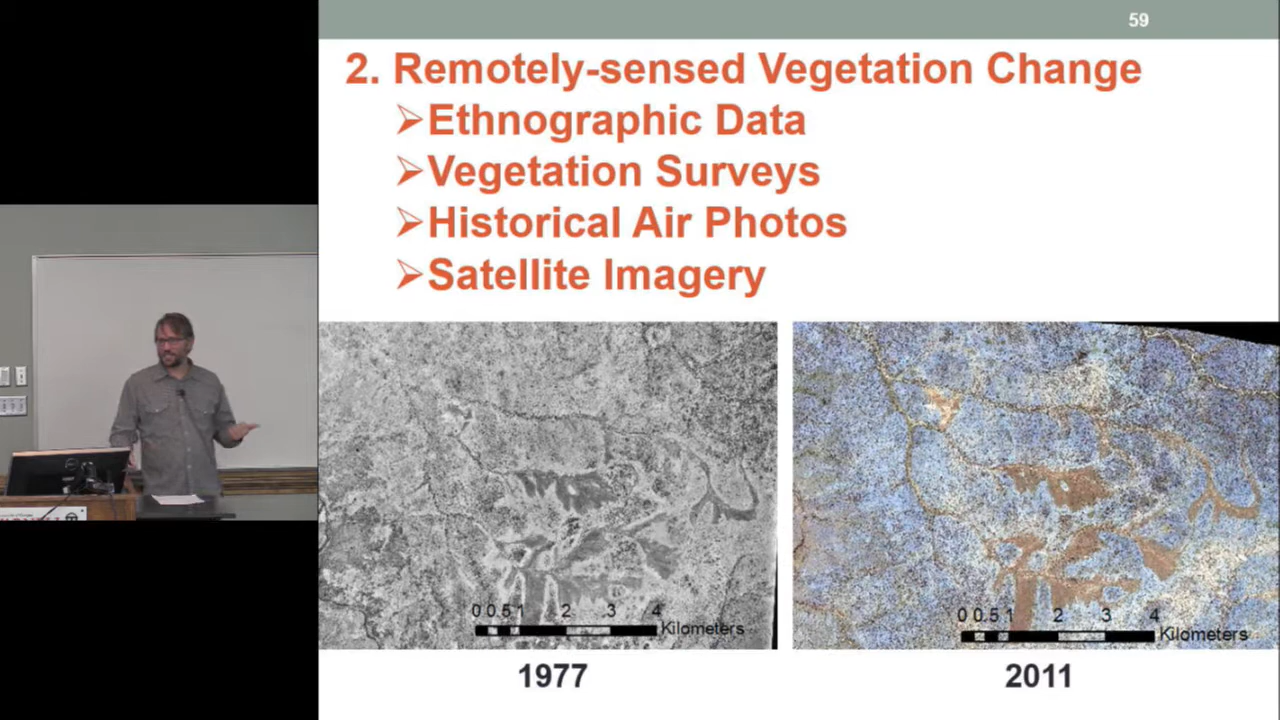 59
2. Remotely-sensed Vegetation Change
➢Ethnographic Data
➢Vegetation Surveys
➢Historical Air Photos
➢Satellite Imagery
0 0.5 1 2 3 4
Kilometers
0 0.5 1 2 3 4
Kilometers
1977
2011